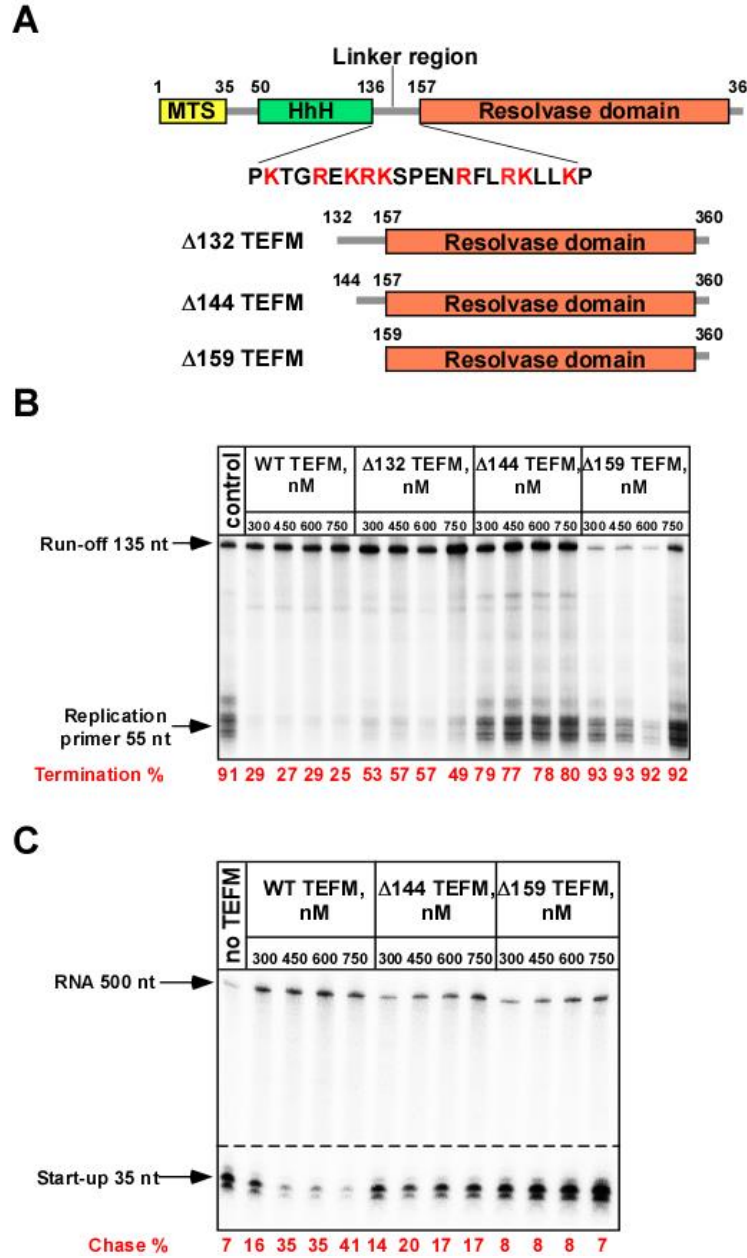 A
Linker region
1 35 50 136 157 36
MTS HhH Resolvase domain
PKTGREKRKSPENRFLRKLLKP
132 157 360
Δ132 TEFM Resolvase domain
144 157 360
Δ144 TEFM Resolvase domain
159 360
Δ159 TEFM Resolvase domain
B
control
WT TEFM, nM
Δ132 TEFM, nM
Δ144 TEFM, nM
Δ159 TEFM, nM
300 450 600 750 300 450 600 750 300 450 600 750 300 450 600 750
Run-off 135 nt
Replication
primer 55 nt
Termination % 91 29 27 29 25 53 57 57 49 79 77 78 80 93 93 92 92
C
no TEFM
WT TEFM, nM
Δ144 TEFM, nM
Δ159 TEFM, nM
300 450 600 750 300 450 600 750 300 450 600 750
RNA 500 nt
Start-up 35 nt
Chase % 7 16 35 35 41 14 20 17 17 8 8 8 7